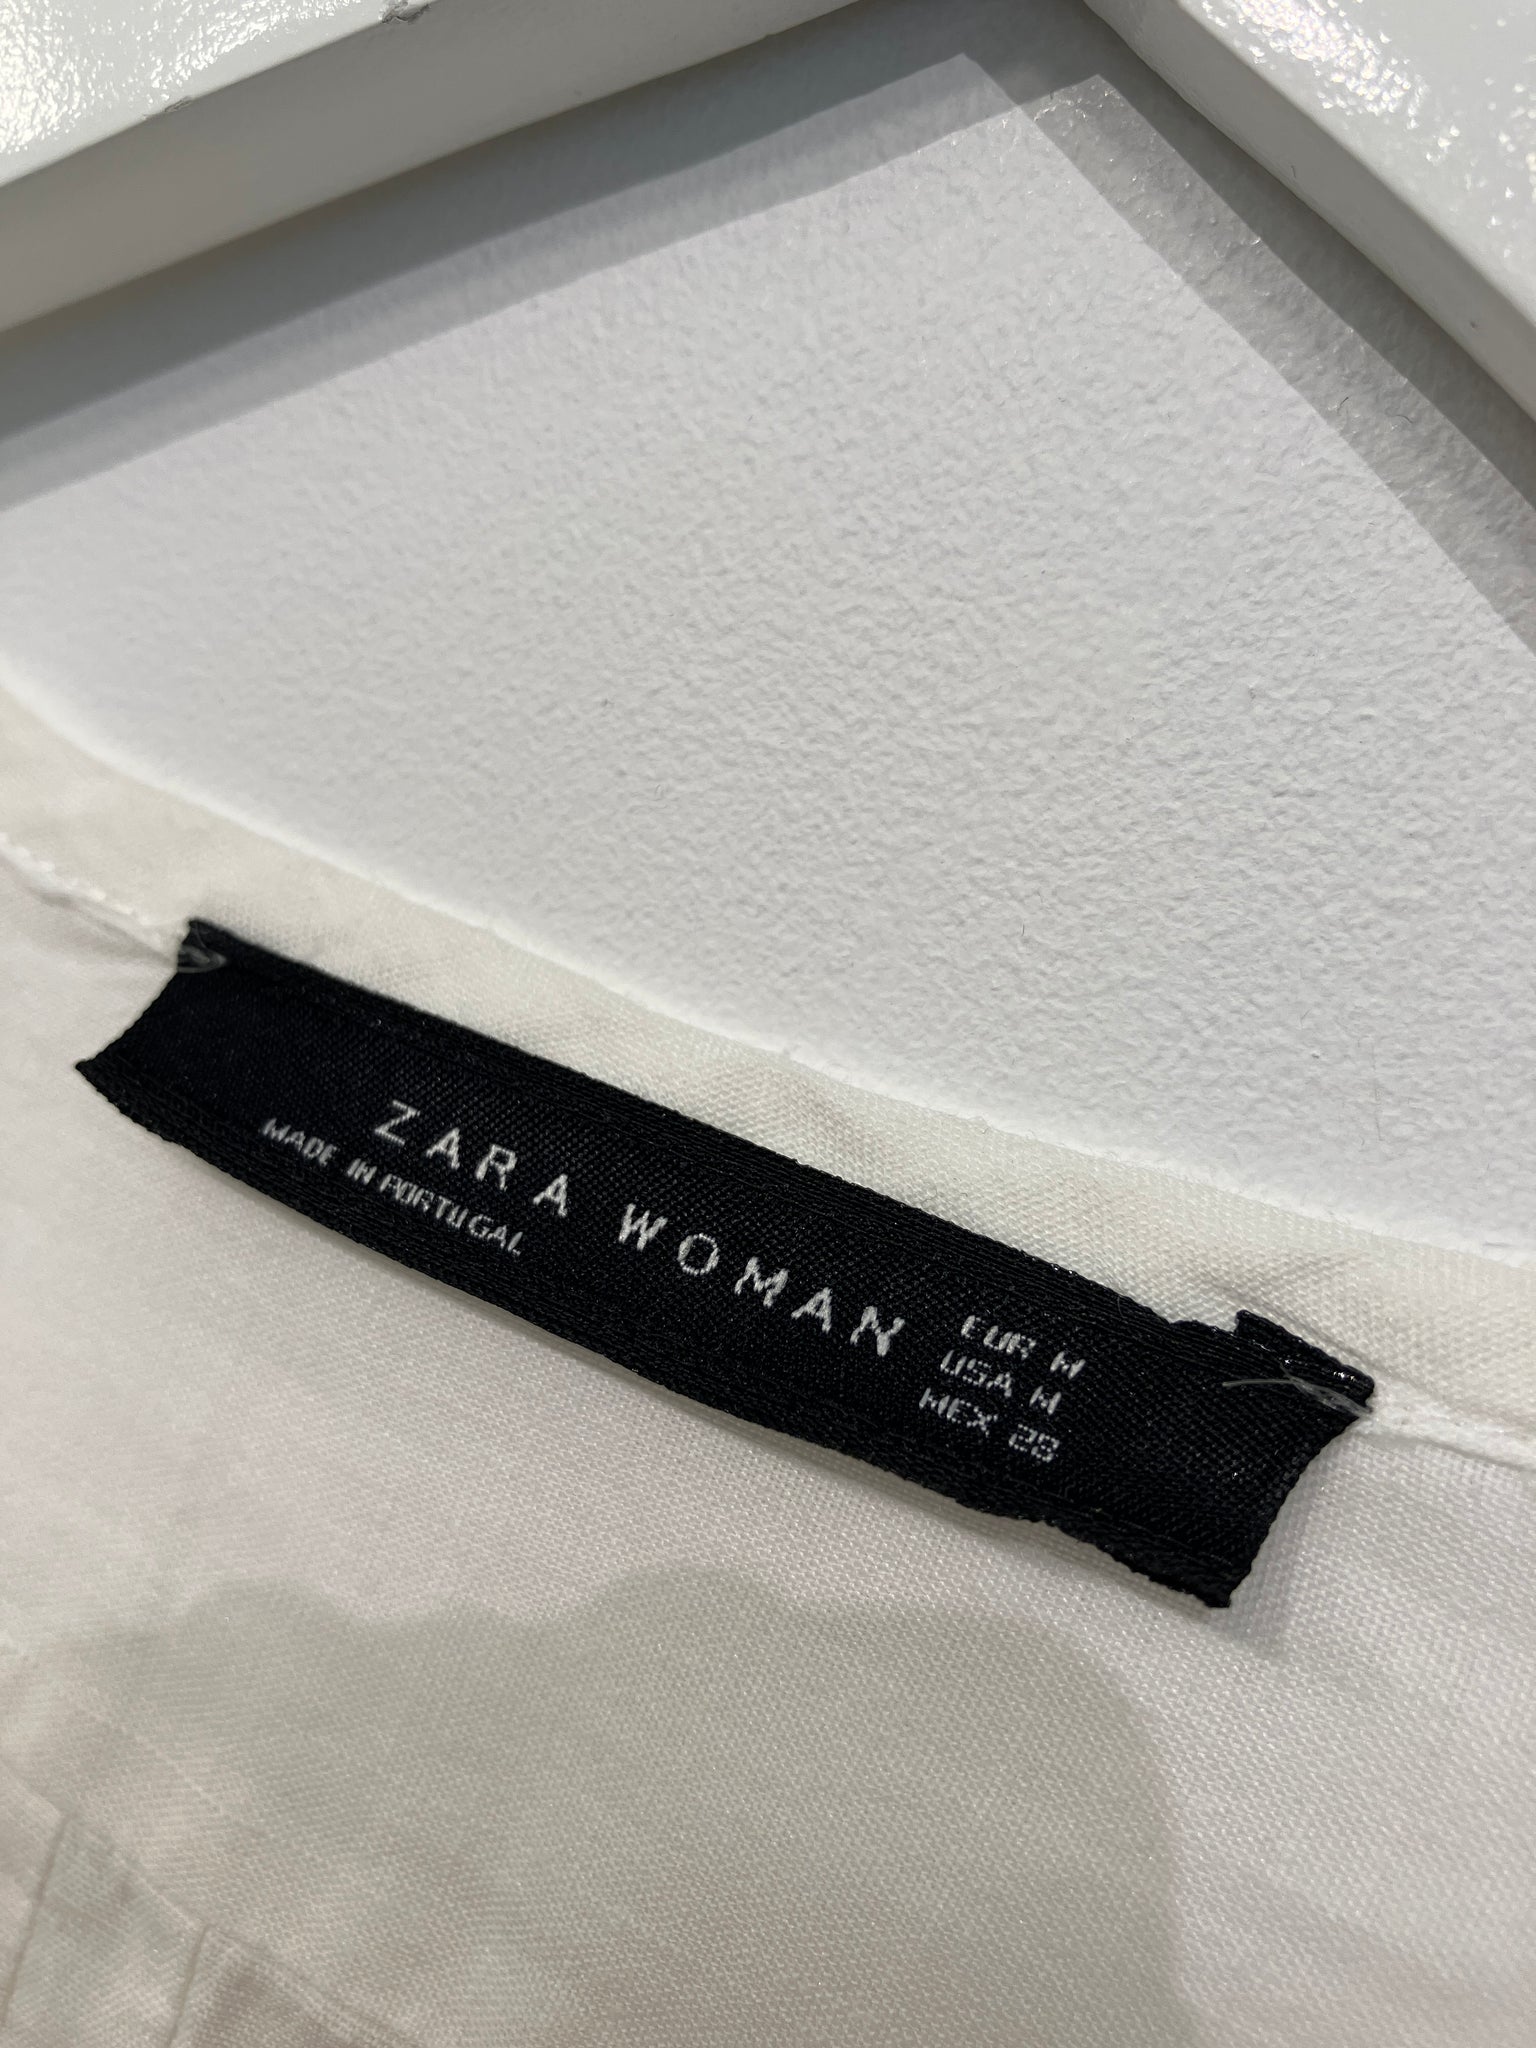 ZARA WOMAN
MADE IN PORTUGAL
EUR M
USA M
MEX 28